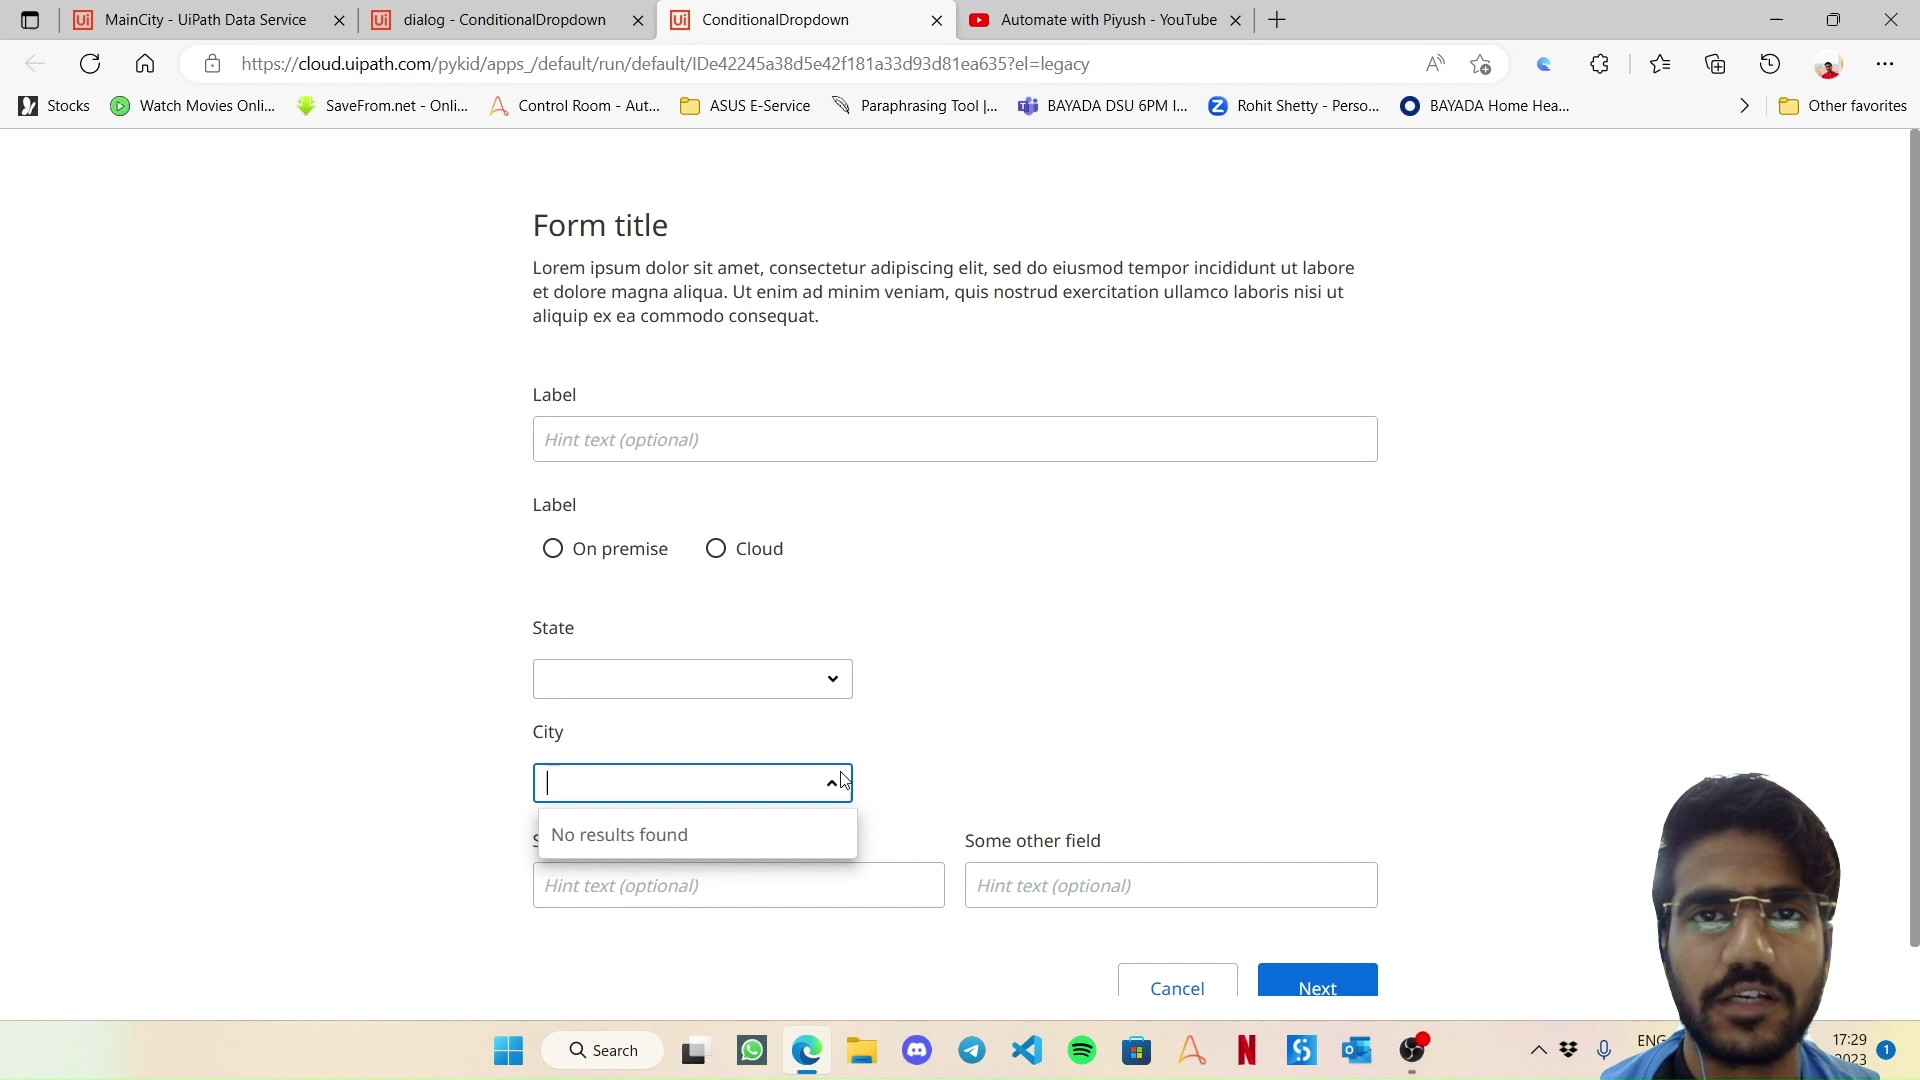 MainCity - UiPath Data Service
dialog - ConditionalDropdown
ConditionalDropdown
Automate with Piyush - YouTube
https://cloud.uipath.com/pykid/apps_/default/run/default/IDe42245a38d5e42f181a33d93d81ea635?el=legacy
Stocks
Watch Movies Onli...
SaveFrom.net - Onli...
Control Room - Aut...
ASUS E-Service
Paraphrasing Tool |...
BAYADA DSU 6PM I...
Rohit Shetty - Perso...
BAYADA Home Hea...
Other favorites
Form title
Lorem ipsum dolor sit amet, consectetur adipiscing elit, sed do eiusmod tempor incididunt ut labore
et dolore magna aliqua. Ut enim ad minim veniam, quis nostrud exercitation ullamco laboris nisi ut
aliquip ex ea commodo consequat.
Label
Hint text (optional)
Label
On premise
Cloud
State
City
No results found
Some other field
Hint text (optional)
Hint text (optional)
Cancel
Next
Search
ENG
17:29
2023
1